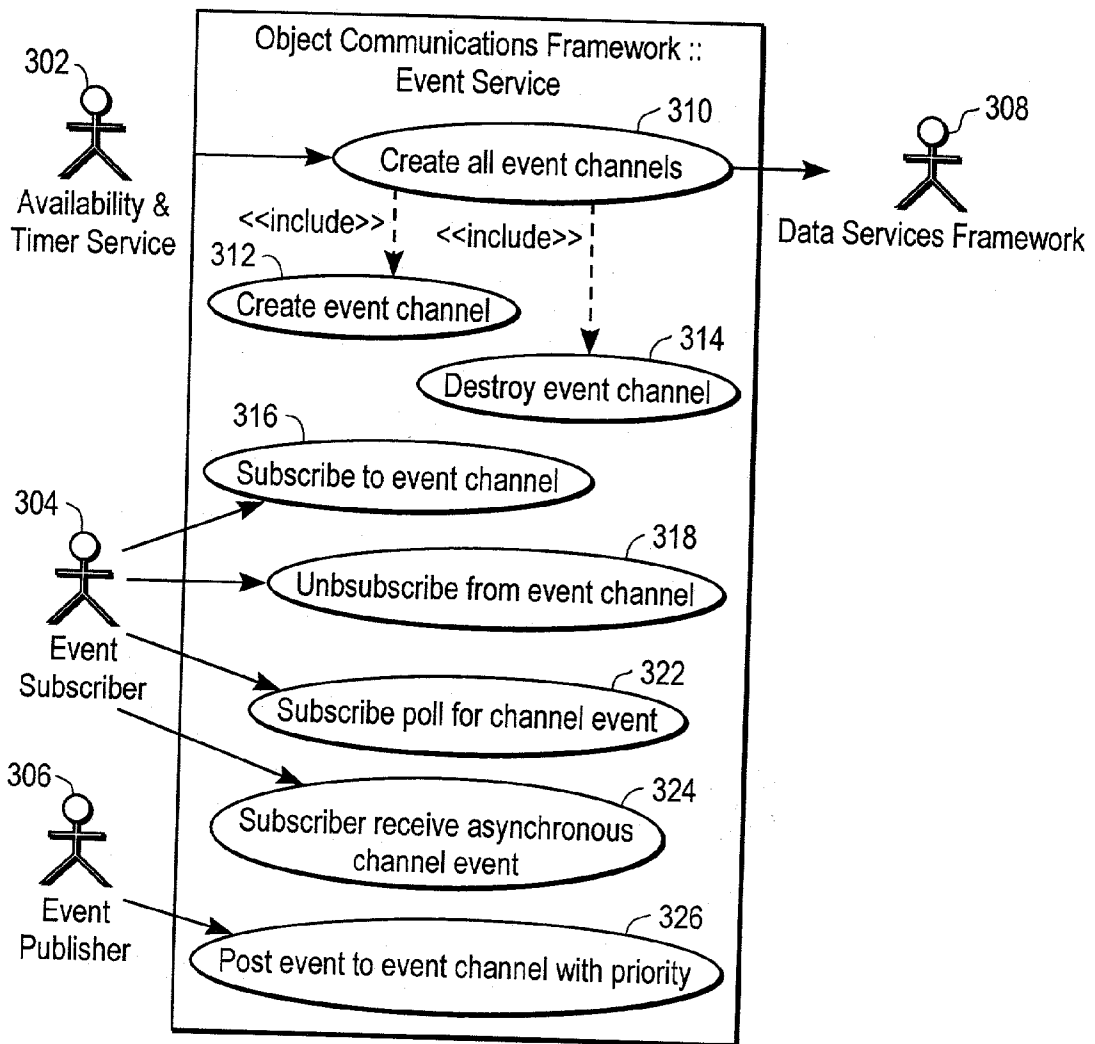 Object Communications Framework ::
Event Service
302
310
308
Create all event channels
Availability &
Timer Service
Data Services Framework
<<include>>
<<include>>
312
Create event channel
314
Destroy event channel
316
Subscribe to event channel
304
318
Unbsubscribe from event channel
Event
Subscriber
322
Subscribe poll for channel event
306
324
Subscriber receive asynchronous
channel event
Event
Publisher
326
Post event to event channel with priority